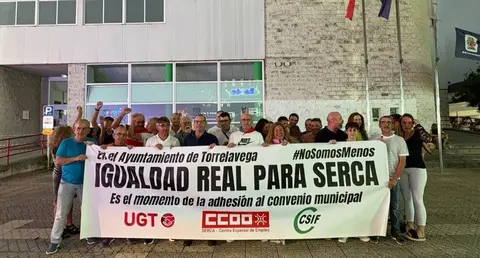 En el Ayuntamiento de Torrelavega #NoSomosMenos
IGUALDAD REAL PARA SERCA
Es el momento de la adhesión al convenio municipal
UGT CCOO CSIF
SERCA - Centro Especial de Empleo
P